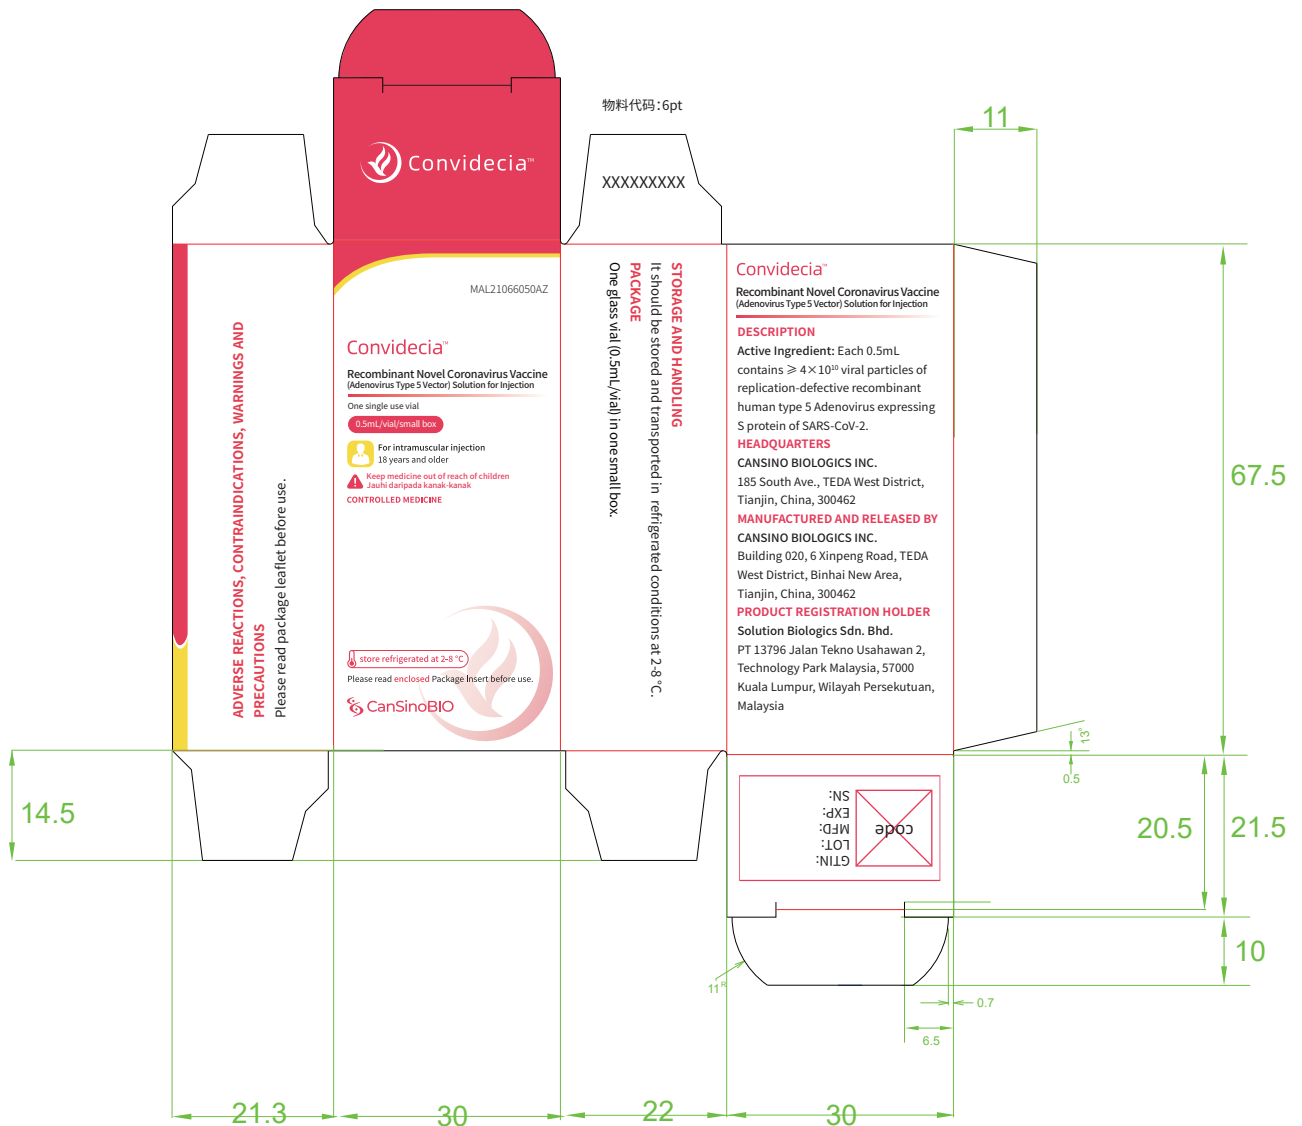 物料代码：6pt
XXXXXXXXX
Convidecia™
MAL21066050AZ
Convidecia™
Recombinant Novel Coronavirus Vaccine
(Adenovirus Type 5 Vector) Solution for Injection
One single use vial
0.5mL/vial/small box
For intramuscular injection
18 years and older
Keep medicine out of reach of children
Jauhi daripada kanak-kanak
CONTROLLED MEDICINE
store refrigerated at 2-8 °C
Please read enclosed Package Insert before use.
CanSinoBIO
ADVERSE REACTIONS, CONTRAINDICATIONS, WARNINGS AND
PRECAUTIONS
Please read package leaflet before use.
STORAGE AND HANDLING
It should be stored and transported in refrigerated conditions at 2-8 °C.
PACKAGE
One glass vial (0.5mL/vial) in one small box.
Convidecia™
Recombinant Novel Coronavirus Vaccine
(Adenovirus Type 5 Vector) Solution for Injection
DESCRIPTION
Active Ingredient: Each 0.5mL
contains ⩾ 4×10¹⁰ viral particles of
replication-defective recombinant
human type 5 Adenovirus expressing
S protein of SARS-CoV-2.
HEADQUARTERS
CANSINO BIOLOGICS INC.
185 South Ave., TEDA West District,
Tianjin, China, 300462
MANUFACTURED AND RELEASED BY
CANSINO BIOLOGICS INC.
Building 020, 6 Xinpeng Road, TEDA
West District, Binhai New Area,
Tianjin, China, 300462
PRODUCT REGISTRATION HOLDER
Solution Biologics Sdn. Bhd.
PT 13796 Jalan Tekno Usahawan 2,
Technology Park Malaysia, 57000
Kuala Lumpur, Wilayah Persekutuan,
Malaysia
code
GTIN:
LOT:
MFD:
EXP:
SN:
11
67.5
13°
0.5
14.5
20.5
21.5
10
11 R
0.7
6.5
21.3
30
22
30